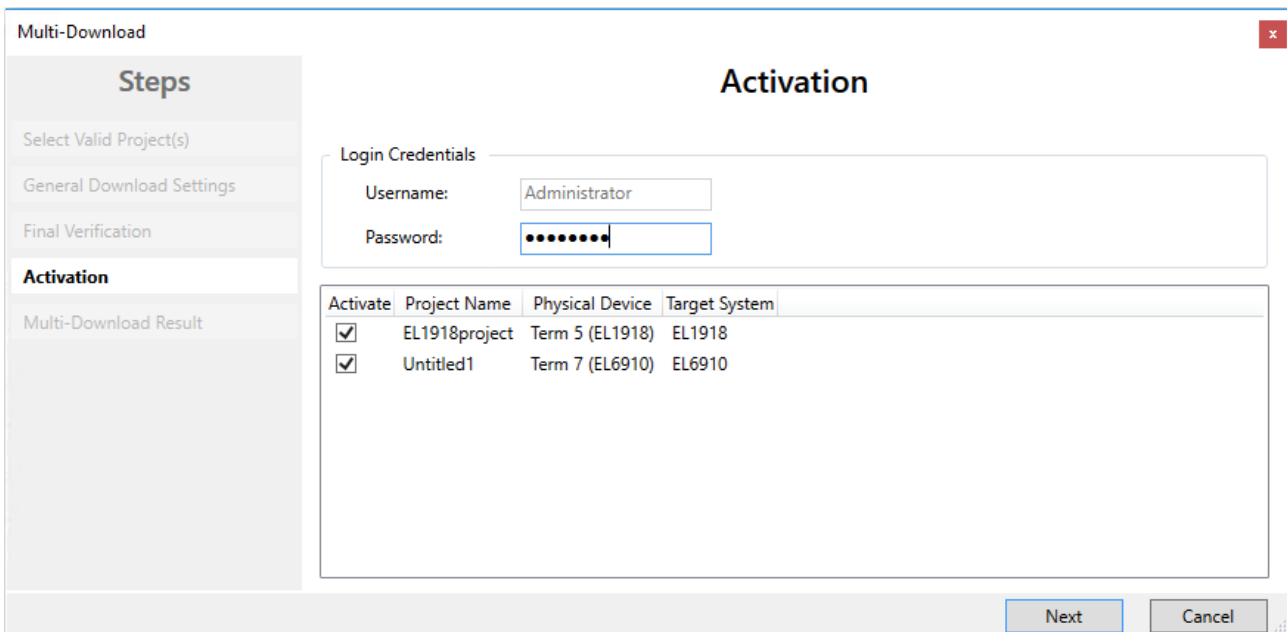 Multi-Download
x
Steps
Select Valid Project(s)
General Download Settings
Final Verification
Activation
Multi-Download Result
Activation
Login Credentials
Username: Administrator
Password: ●●●●●●●●
Activate Project Name Physical Device Target System
EL1918project Term 5 (EL1918) EL1918
Untitled1 Term 7 (EL6910) EL6910
Next Cancel